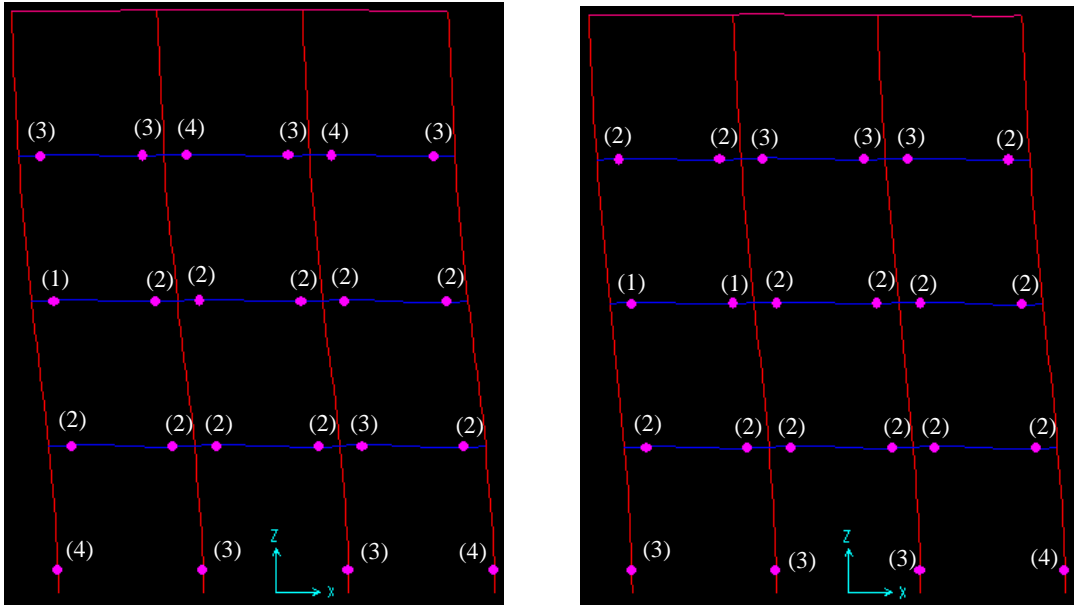 (3) (3) (4) (3) (4) (3)
(1) (2) (2) (2) (2) (2)
(2) (2) (2) (2) (3) (2)
(4) (3) (3) (4)
Z
X
(2) (2) (3) (3) (3) (2)
(1) (1) (2) (2) (2) (2)
(2) (2) (2) (2) (2) (2)
(3) (3) (3) (4)
Z
X